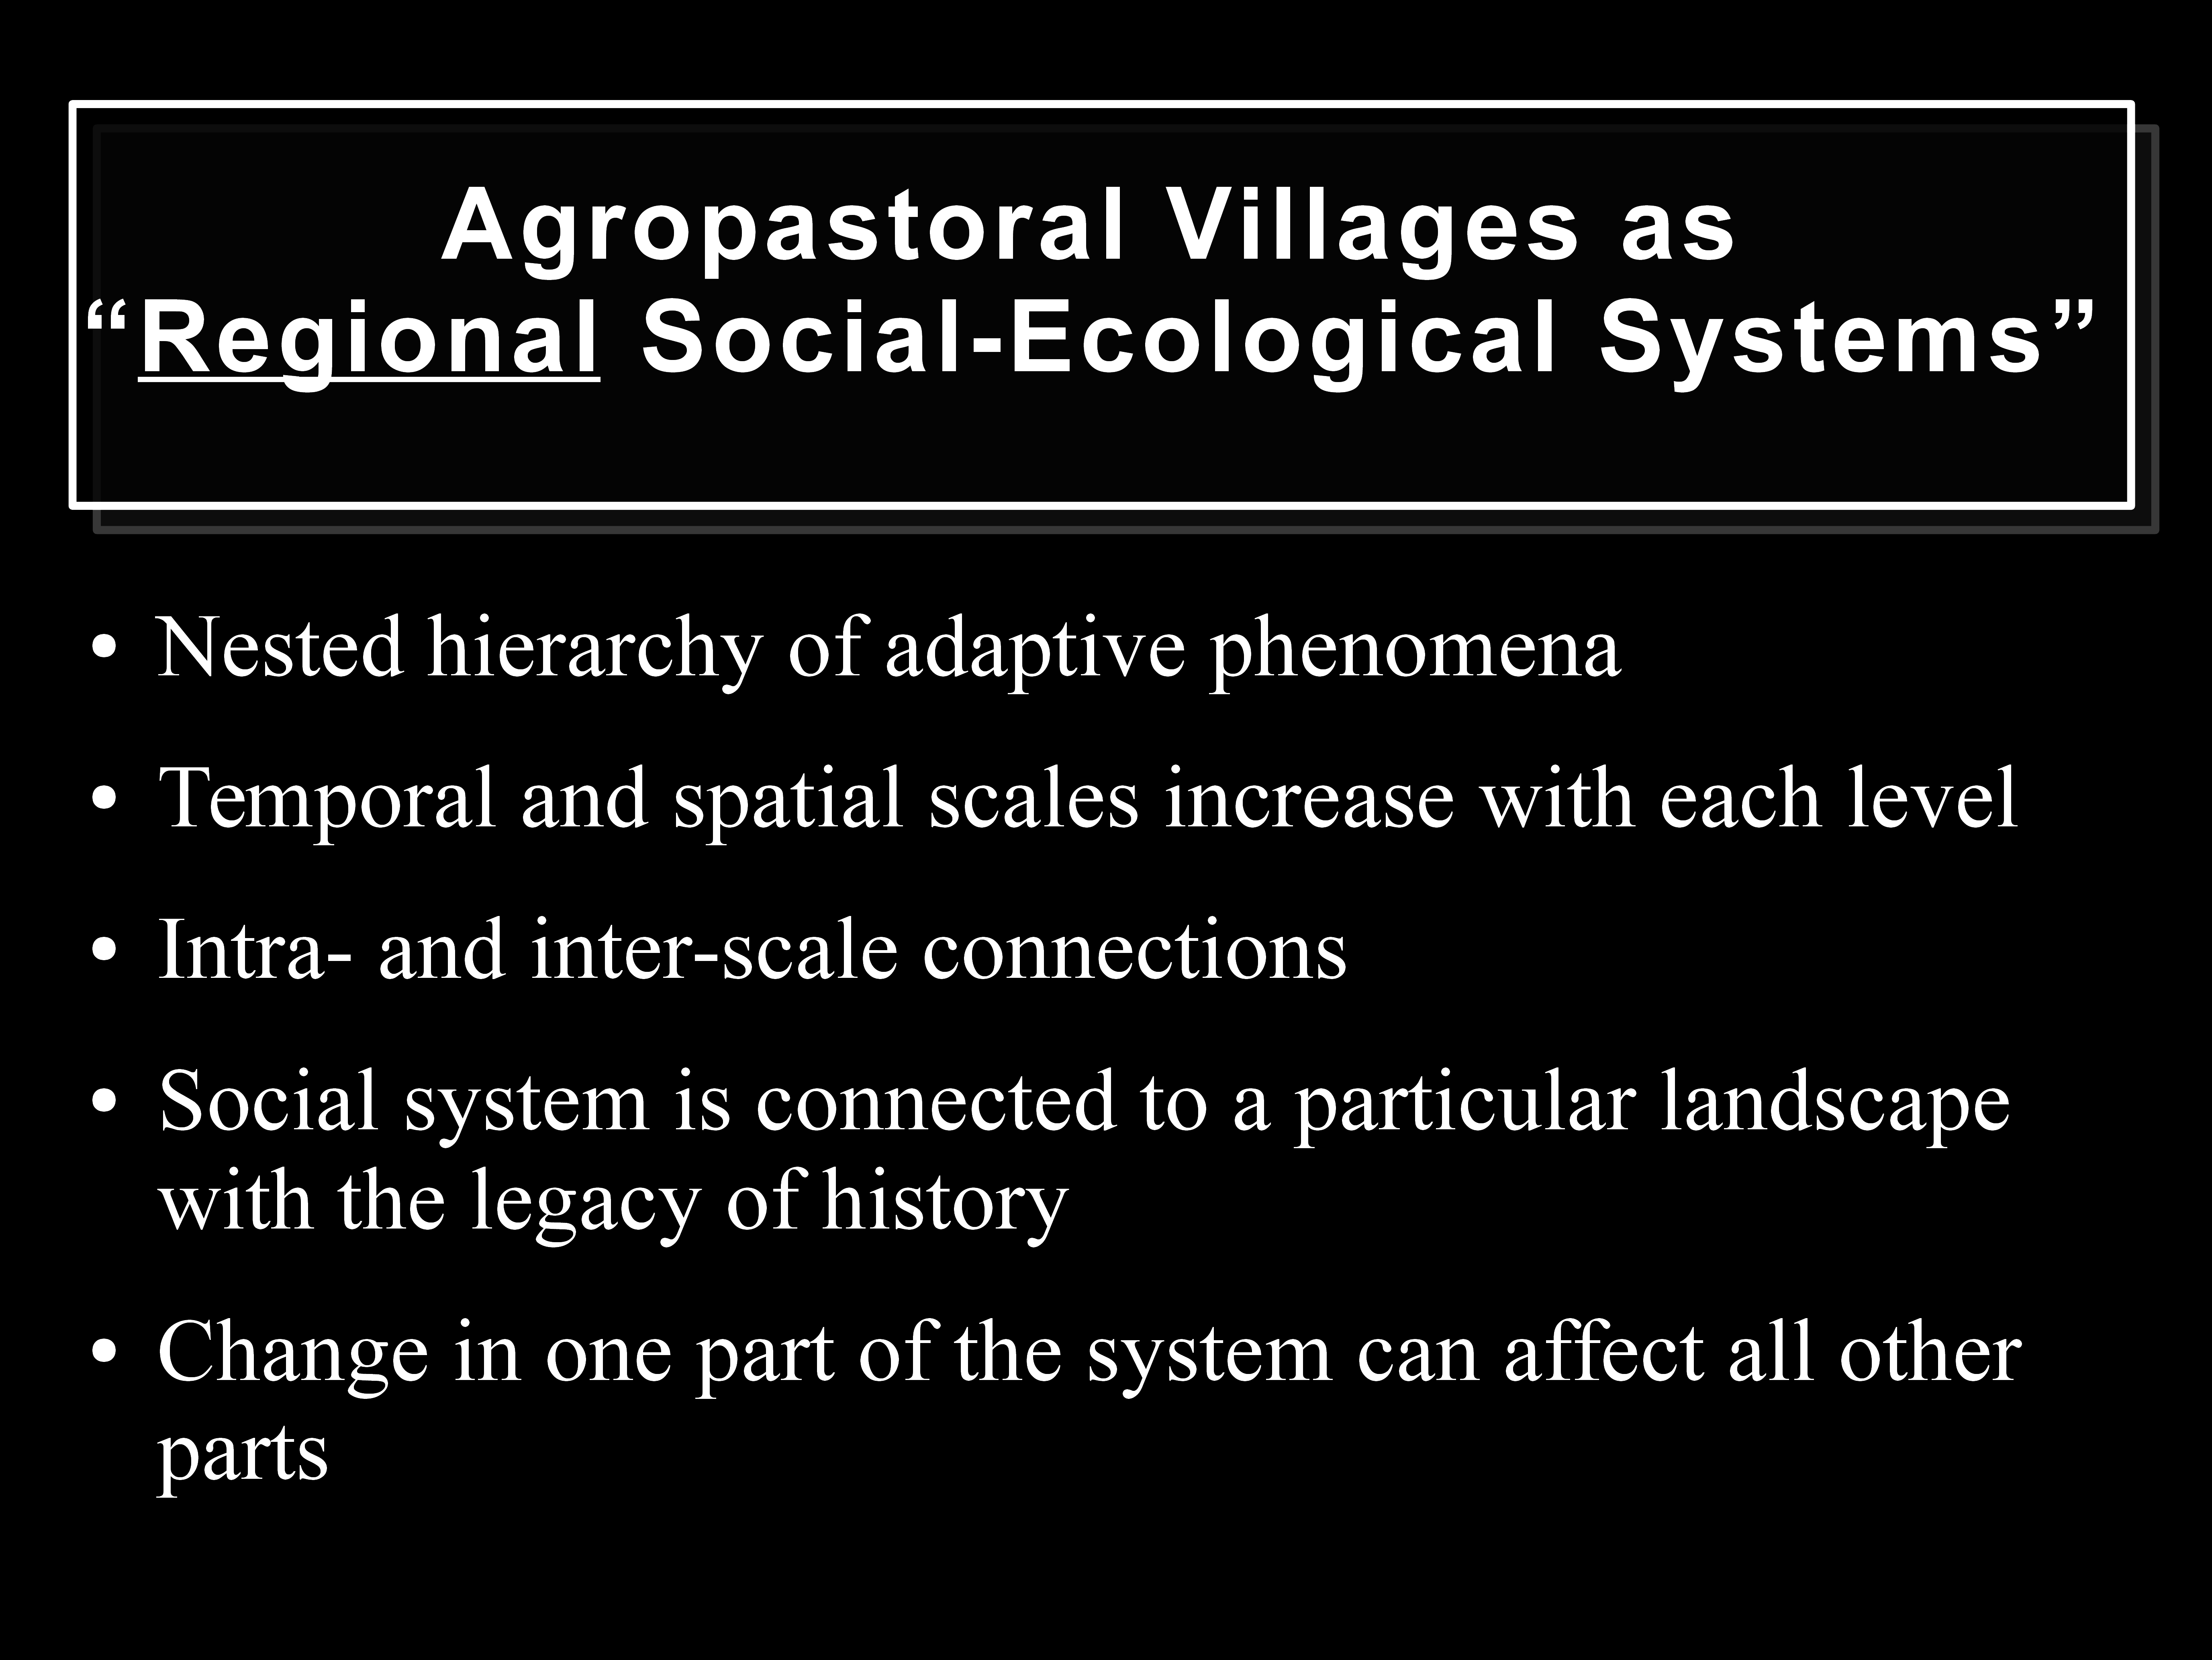 Agropastoral Villages as
“Regional Social-Ecological Systems”
• Nested hierarchy of adaptive phenomena
• Temporal and spatial scales increase with each level
• Intra- and inter-scale connections
• Social system is connected to a particular landscape
with the legacy of history
• Change in one part of the system can affect all other
parts